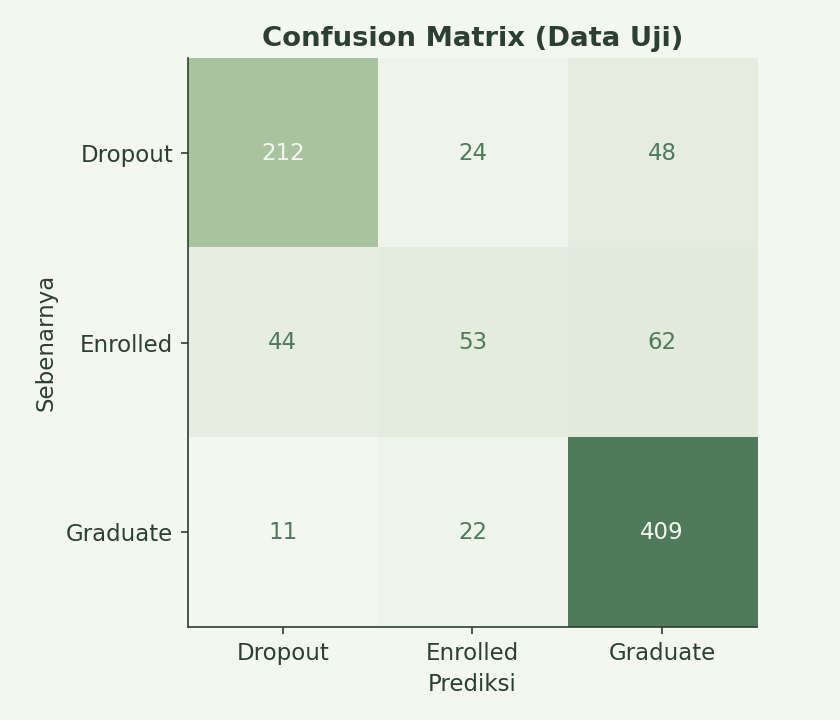 Confusion Matrix (Data Uji)
Sebenarnya
Dropout 212 24 48
Enrolled 44 53 62
Graduate 11 22 409
Dropout Enrolled Graduate
Prediksi